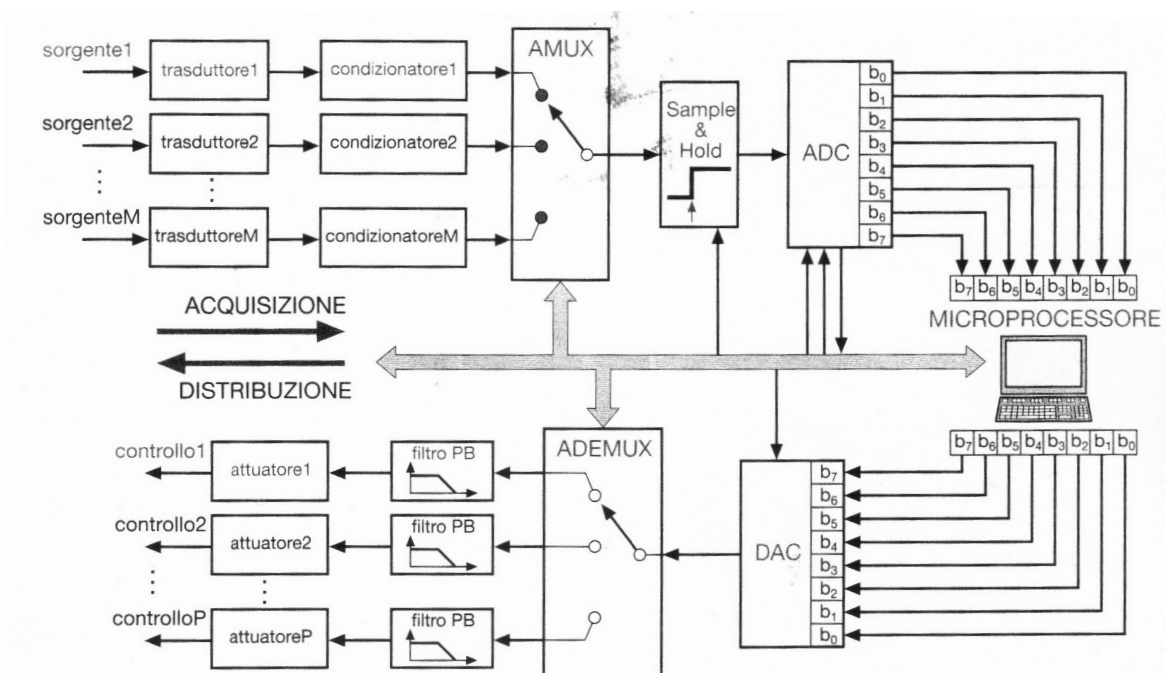 sorgente1
trasduttore1
condizionatore1
AMUX
sorgente2
trasduttore2
condizionatore2
sorgenteM
trasduttoreM
condizionatoreM
Sample
&
Hold
ADC
b0
b1
b2
b3
b4
b5
b6
b7
b7 b6 b5 b4 b3 b2 b1 b0
MICROPROCESSORE
ACQUISIZIONE
DISTRIBUZIONE
b7 b6 b5 b4 b3 b2 b1 b0
controllo1
attuatore1
filtro PB
ADEMUX
controllo2
attuatore2
filtro PB
controlloP
attuatoreP
filtro PB
DAC
b7
b6
b5
b4
b3
b2
b1
b0